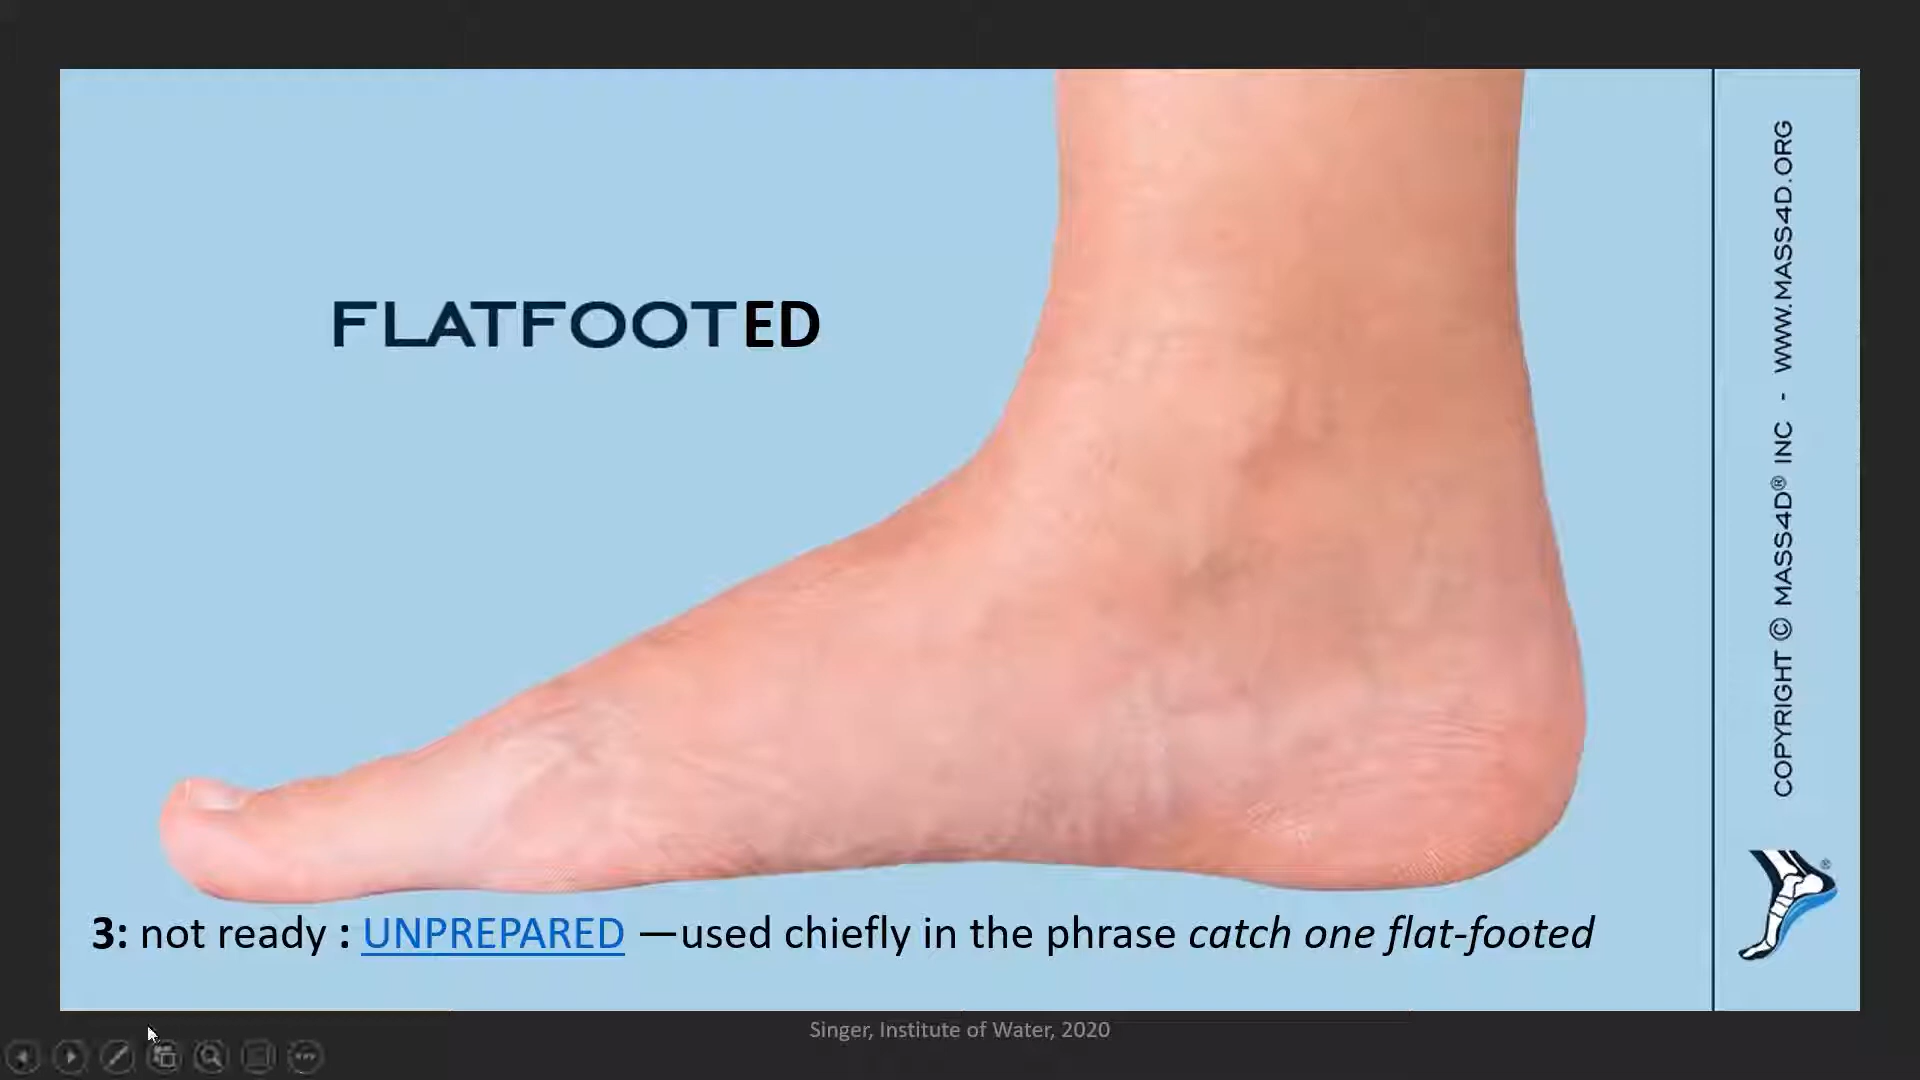 FLATFOOTED
3: not ready : UNPREPARED —used chiefly in the phrase catch one flat-footed
COPYRIGHT © MASS4D® INC - WWW.MASS4D.ORG
®
Singer, Institute of Water, 2020